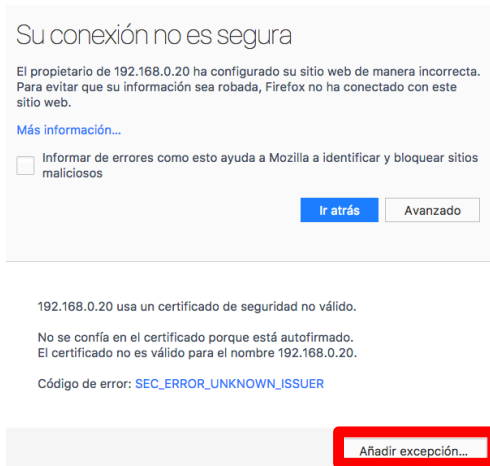 Su conexión no es segura
El propietario de 192.168.0.20 ha configurado su sitio web de manera incorrecta.
Para evitar que su información sea robada, Firefox no ha conectado con este
sitio web.
Más información...
Informar de errores como esto ayuda a Mozilla a identificar y bloquear sitios
maliciosos
Ir atrás
Avanzado
192.168.0.20 usa un certificado de seguridad no válido.
No se confía en el certificado porque está autofirmado.
El certificado no es válido para el nombre 192.168.0.20.
Código de error: SEC_ERROR_UNKNOWN_ISSUER
Añadir excepción...